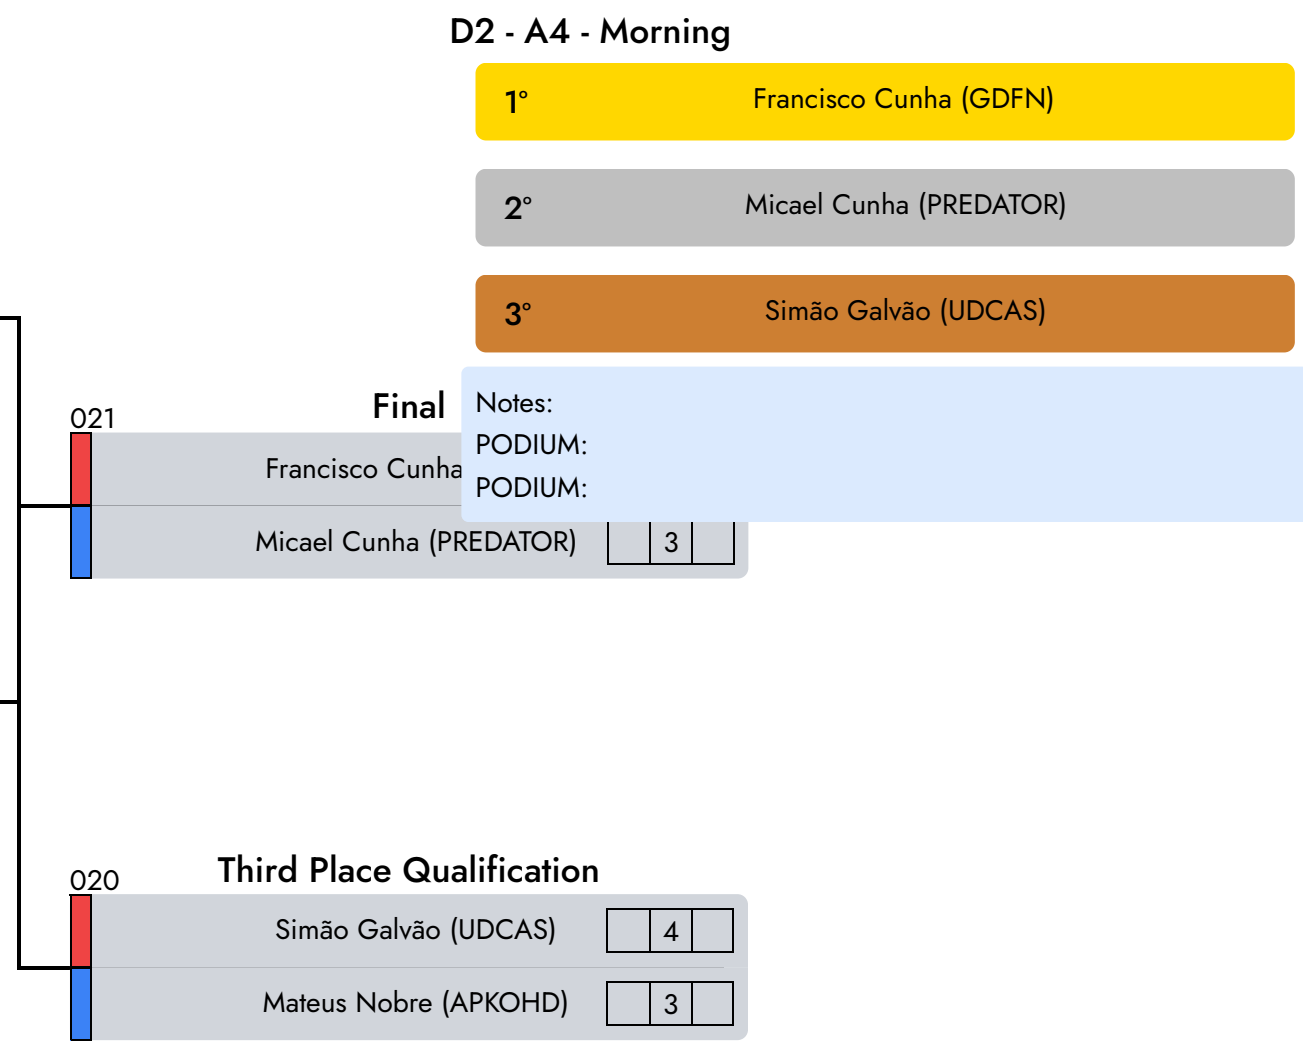 D2 - A4 - Morning
1° Francisco Cunha (GDFN)
2° Micael Cunha (PREDATOR)
3° Simão Galvão (UDCAS)
Notes:
PODIUM:
PODIUM:
021 Final
Francisco Cunha
Micael Cunha (PREDATOR) 3
020 Third Place Qualification
Simão Galvão (UDCAS) 4
Mateus Nobre (APKOHD) 3